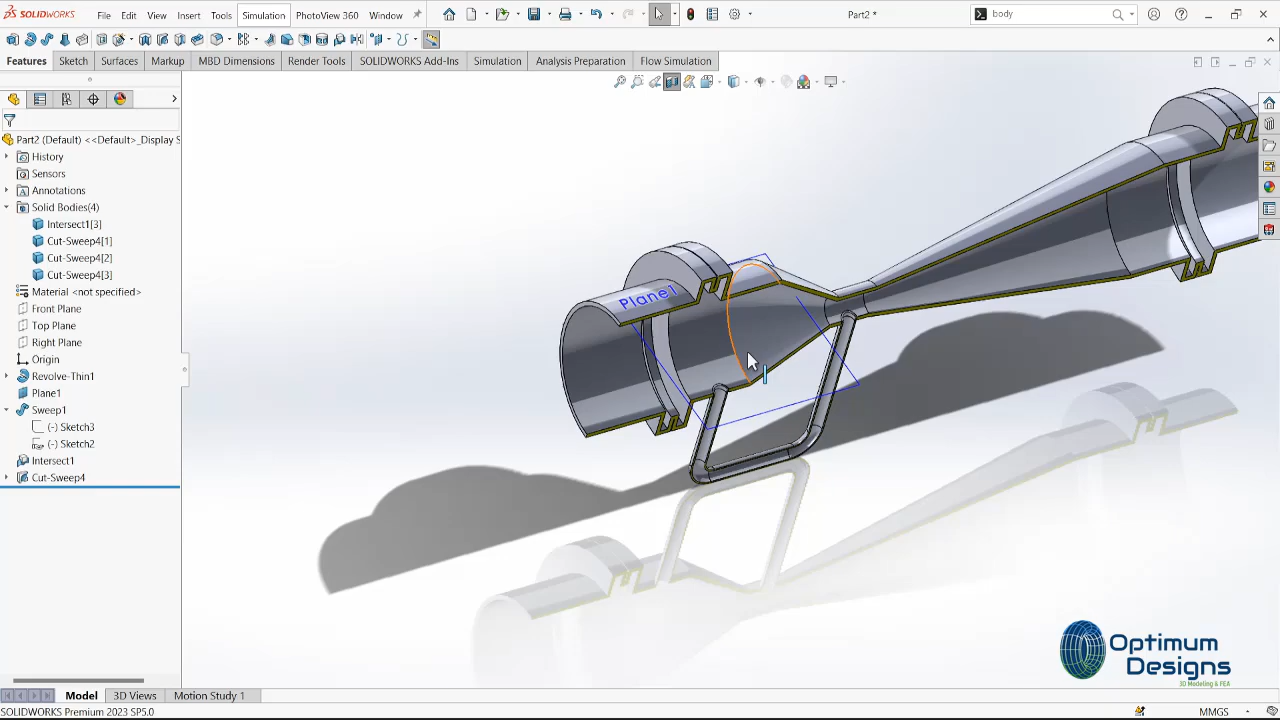 SOLIDWORKS
File Edit View Insert Tools Simulation PhotoView 360 Window
Part2 *
body
Features Sketch Surfaces Markup MBD Dimensions Render Tools SOLIDWORKS Add-Ins Simulation Analysis Preparation Flow Simulation
Part2 (Default) <<Default>_Display S
History
Sensors
Annotations
Solid Bodies(4)
Intersect1[3]
Cut-Sweep4[1]
Cut-Sweep4[2]
Cut-Sweep4[3]
Material <not specified>
Front Plane
Top Plane
Right Plane
Origin
Revolve-Thin1
Plane1
Sweep1
(-) Sketch3
(-) Sketch2
Intersect1
Cut-Sweep4
Plane1
Optimum
Designs
3D Modeling & FEA
Model 3D Views Motion Study 1
SOLIDWORKS Premium 2023 SP5.0
MMGS